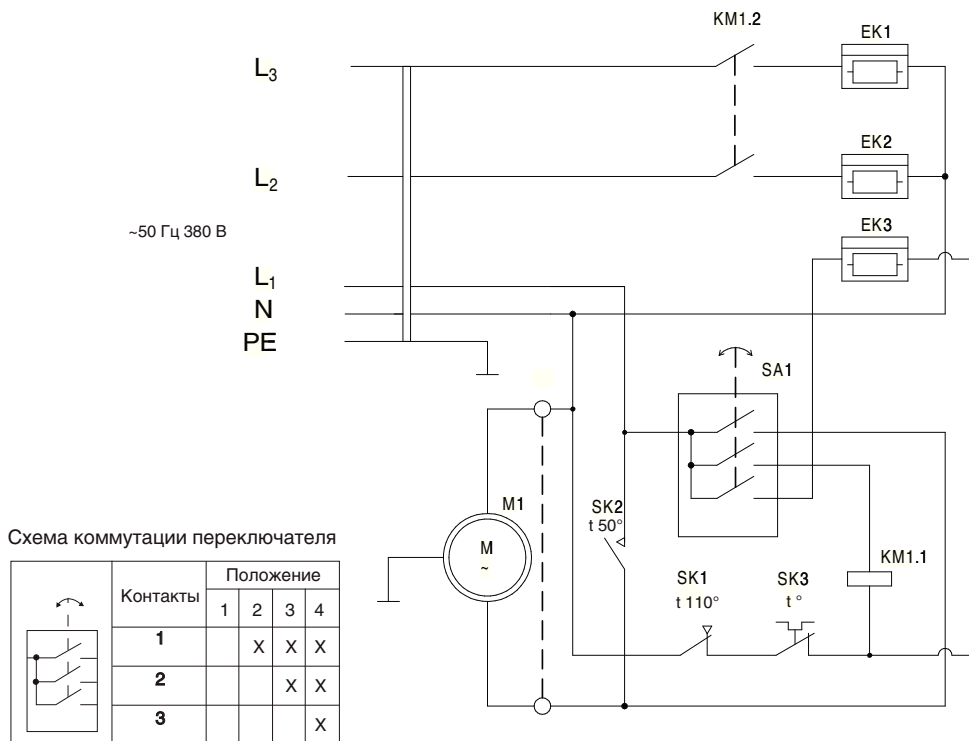 KM1.2
EK1
L3
EK2
L2
EK3
~50 Гц 380 В
L1
N
PE
SA1
M1
SK2
t 50°
M
~
KM1.1
SK1
t 110°
SK3
t °
Схема коммутации переключателя
Контакты
Положение
1 2 3 4
1 X X X
2 X X
3 X